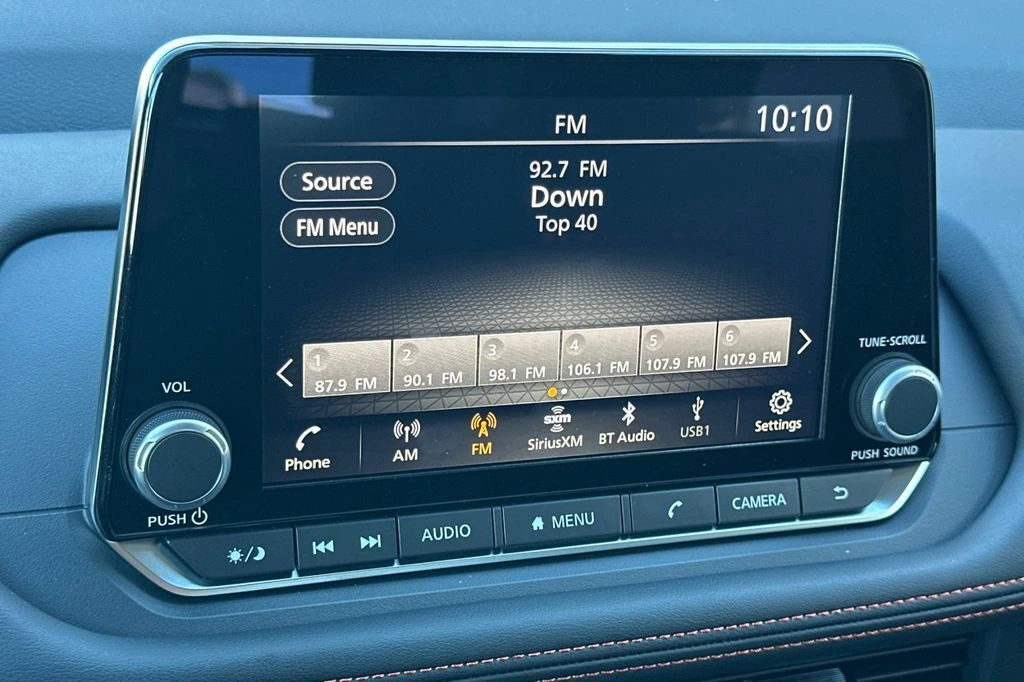 FM
10:10
Source
92.7 FM
Down
FM Menu
Top 40
1 87.9 FM
2 90.1 FM
3 98.1 FM
4 106.1 FM
5 107.9 FM
6 107.9 FM
TUNE·SCROLL
VOL
Phone
AM
FM
sxm
SiriusXM
BT Audio
USB1
Settings
PUSH SOUND
PUSH
AUDIO
MENU
CAMERA